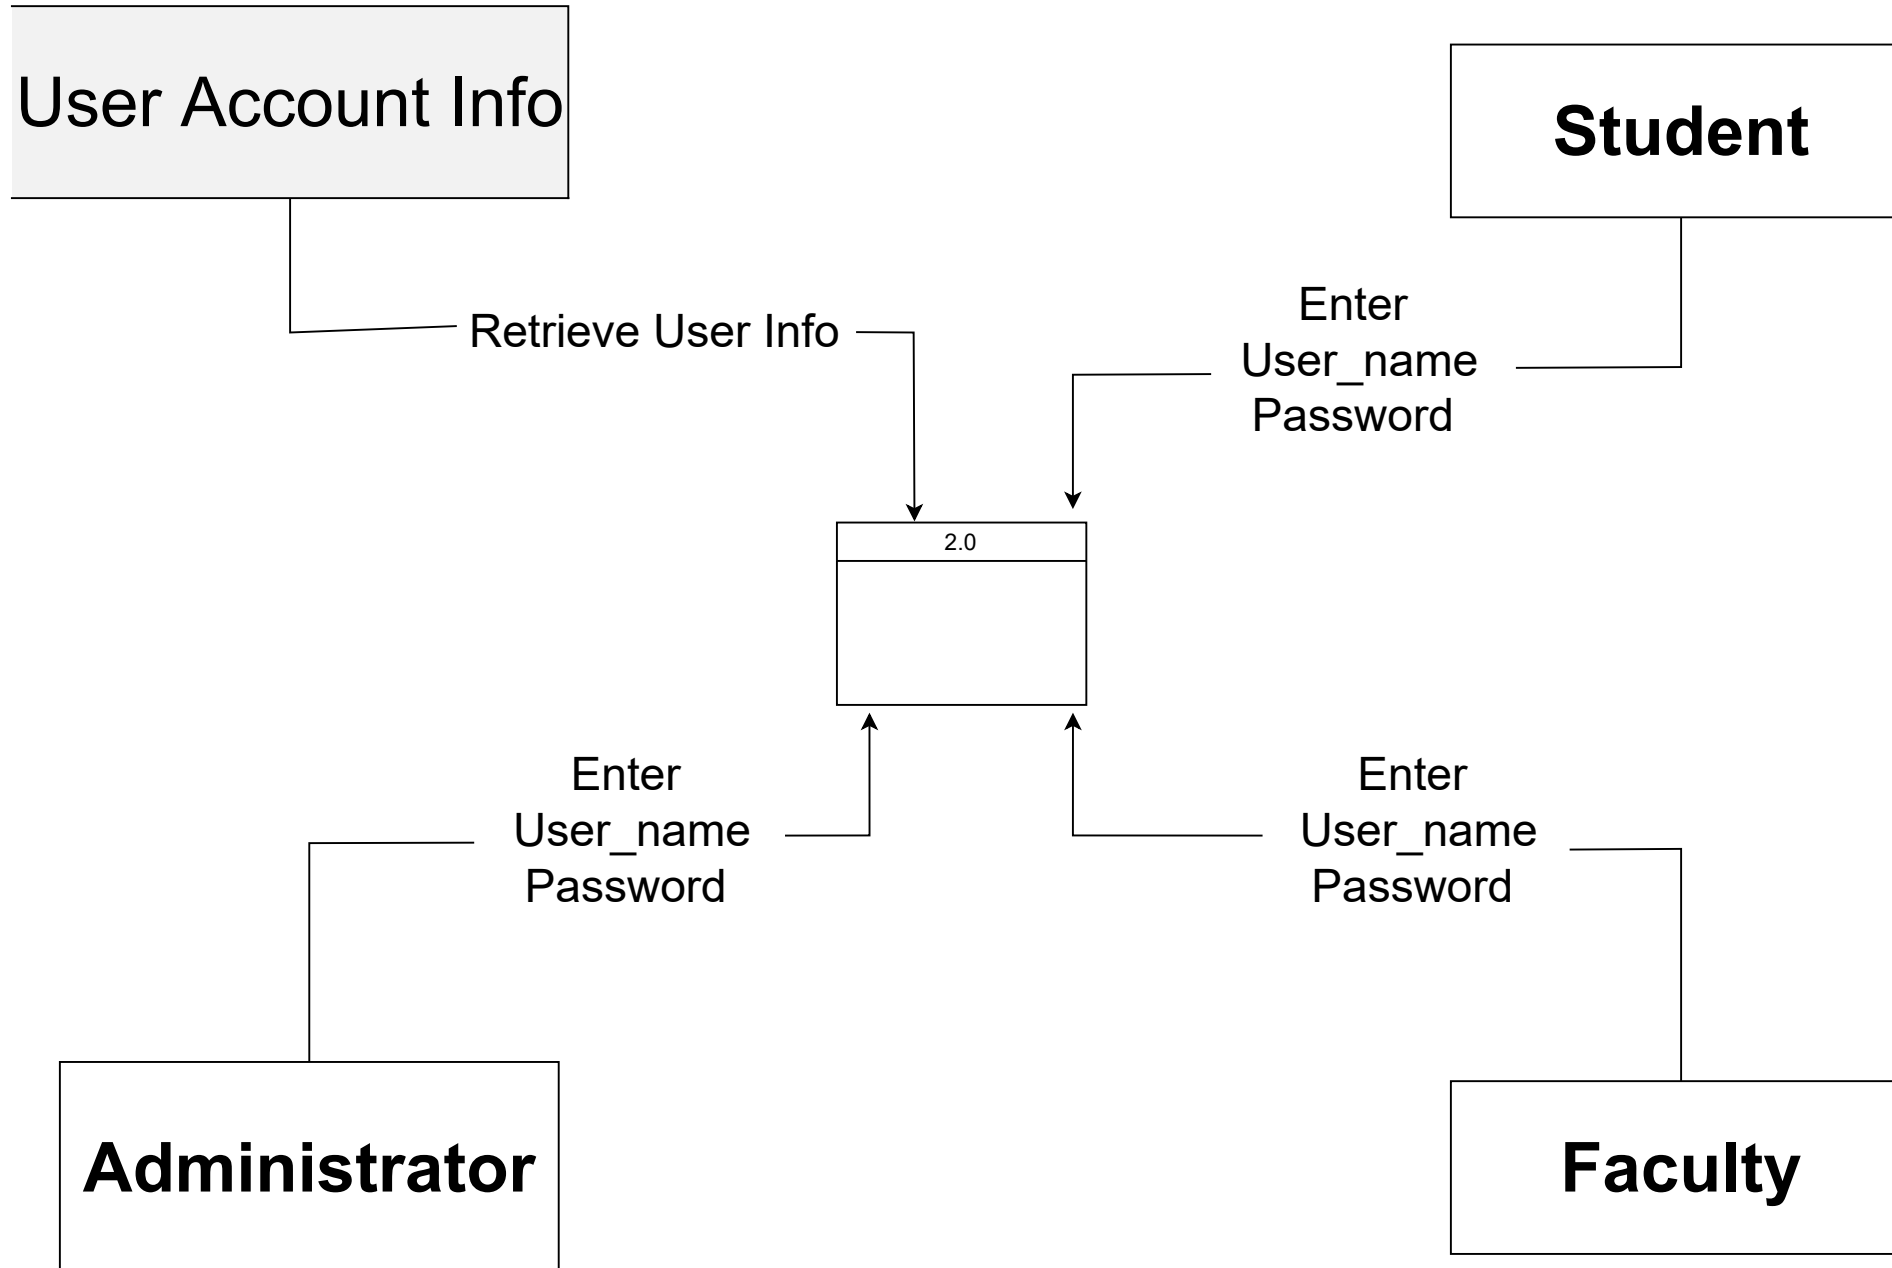 User Account Info
Student
Retrieve User Info
Enter
User_name
Password
2.0
Enter
User_name
Password
Enter
User_name
Password
Administrator
Faculty